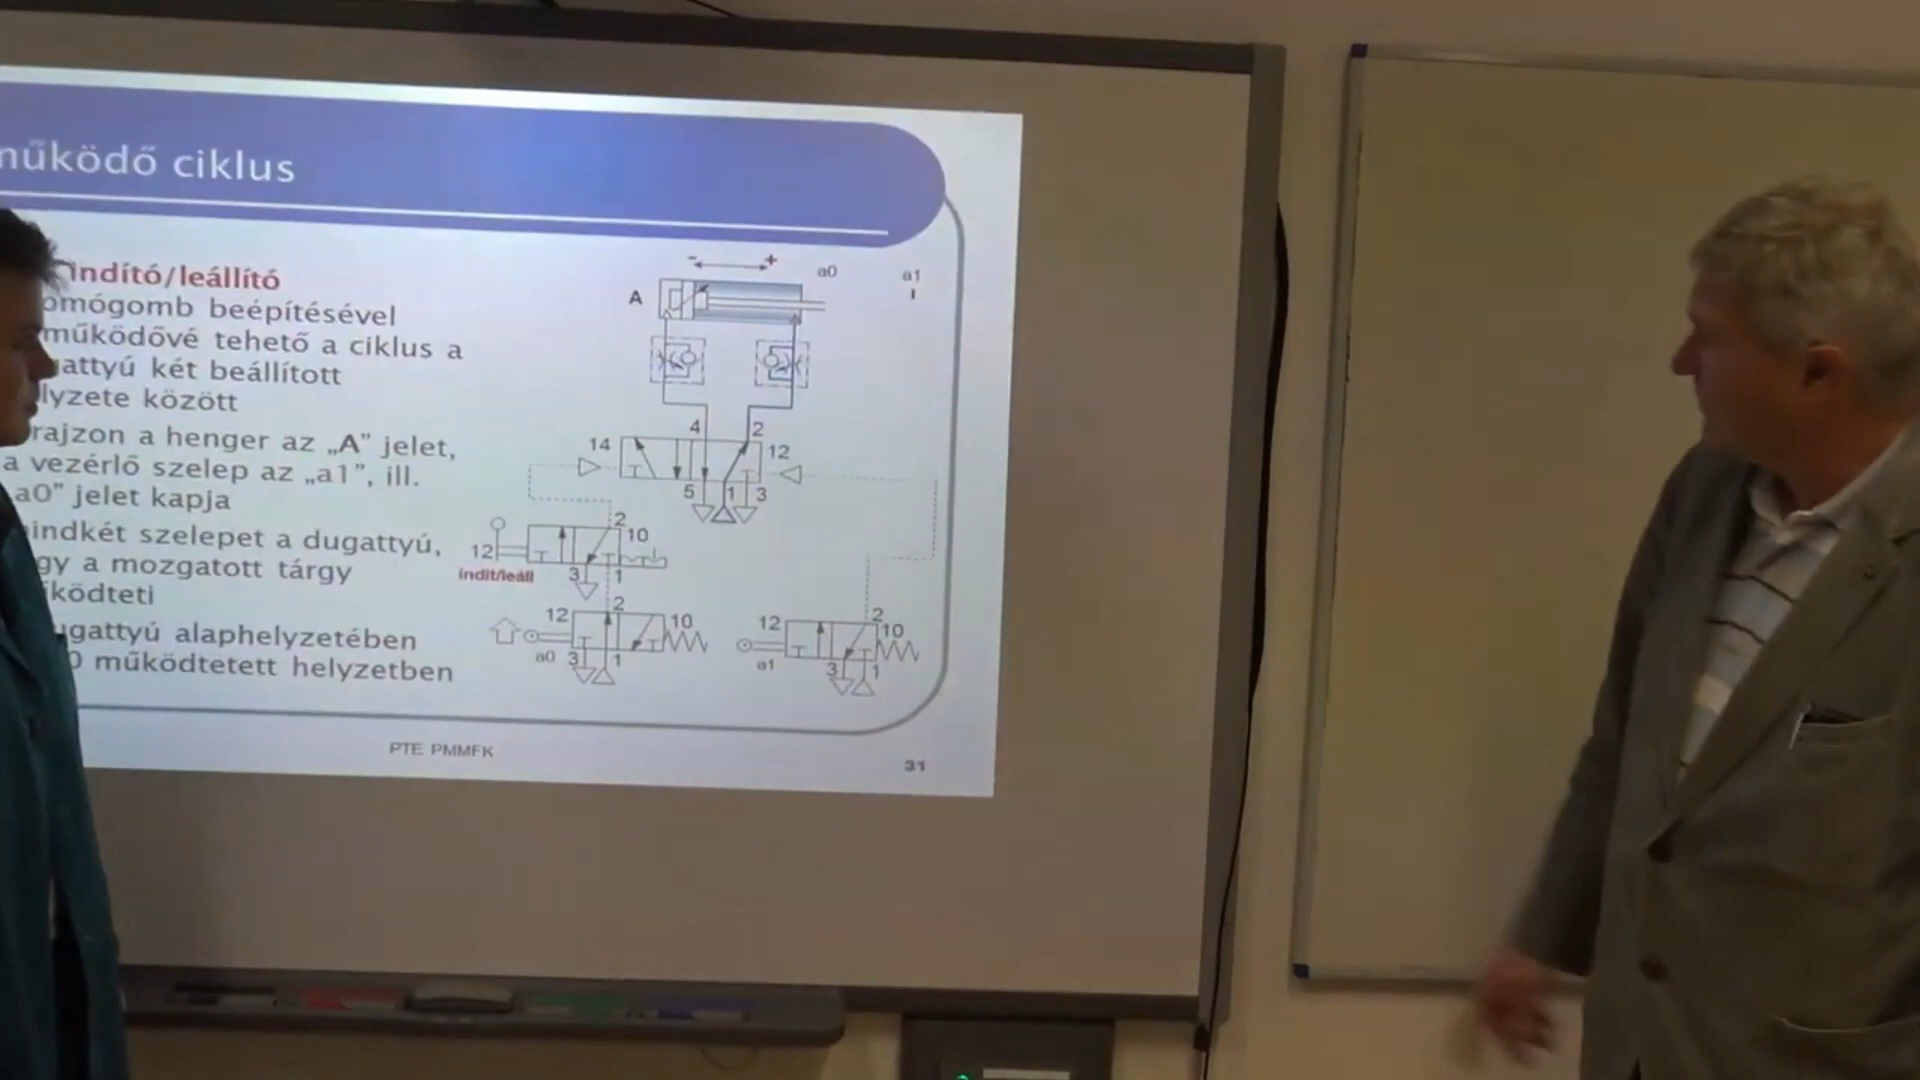 működő ciklus
indító/leállító
omógomb beépítésével
működővé tehető a ciklus a
gattyú két beállított
lyzete között
rajzon a henger az „A” jelet,
a vezérlő szelep az „a1”, ill.
a0” jelet kapja
indkét szelepet a dugattyú,
gy a mozgatott tárgy
ködteti
ugattyú alaphelyzetében
0 működtetett helyzetben
- +
a0
a1
A
4
2
14
12
5
1
3
2
10
12
indít/leáll
3
1
2
12
10
a0
3
1
2
12
10
a1
3
1
PTE PMMFK
31